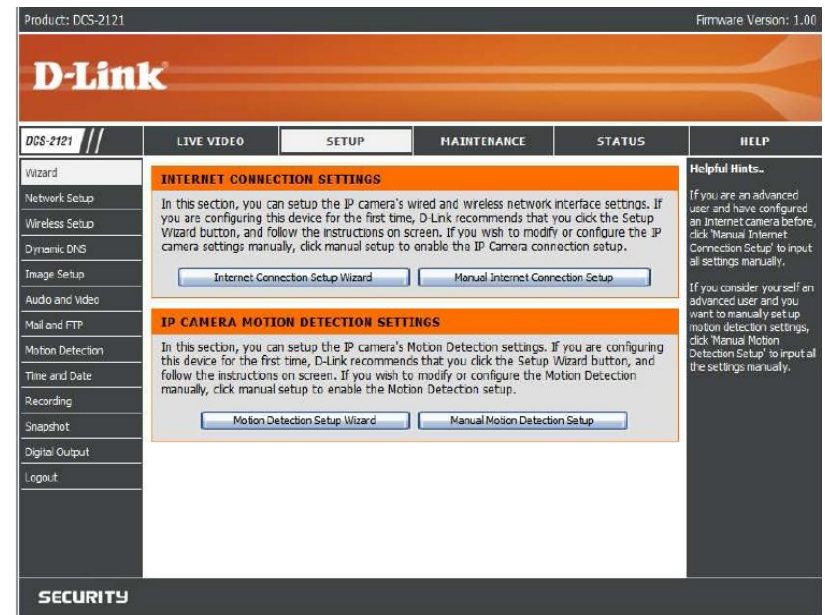 Product: DCS-2121
Firmware Version: 1.00
D-Link
DCS-2121
LIVE VIDEO
SETUP
MAINTENANCE
STATUS
HELP
Wizard
Network Setup
Wireless Setup
Dynamic DNS
Image Setup
Audio and Video
Mail and FTP
Motion Detection
Time and Date
Recording
Snapshot
Digital Output
Logout
INTERNET CONNECTION SETTINGS
In this section, you can setup the IP camera's wired and wireless network interface settings. If
you are configuring this device for the first time, D-Link recommends that you click the Setup
Wizard button, and follow the instructions on screen. If you wish to modify or configure the IP
camera settings manually, click manual setup to enable the IP Camera connection setup.
Internet Connection Setup Wizard
Manual Internet Connection Setup
IP CAMERA MOTION DETECTION SETTINGS
In this section, you can setup the IP camera's Motion Detection settings. If you are configuring
this device for the first time, D-Link recommends that you click the Setup Wizard button, and
follow the instructions on screen. If you wish to modify or configure the Motion Detection
manually, click manual setup to enable the Motion Detection setup.
Motion Detection Setup Wizard
Manual Motion Detection Setup
Helpful Hints..
If you are an advanced
user and have configured
an Internet camera before,
click 'Manual Internet
Connection Setup' to input
all settings manually.
If you consider yourself an
advanced user and you
want to manually set up
motion detection settings,
click 'Manual Motion
Detection Setup' to input all
the settings manually.
SECURITY